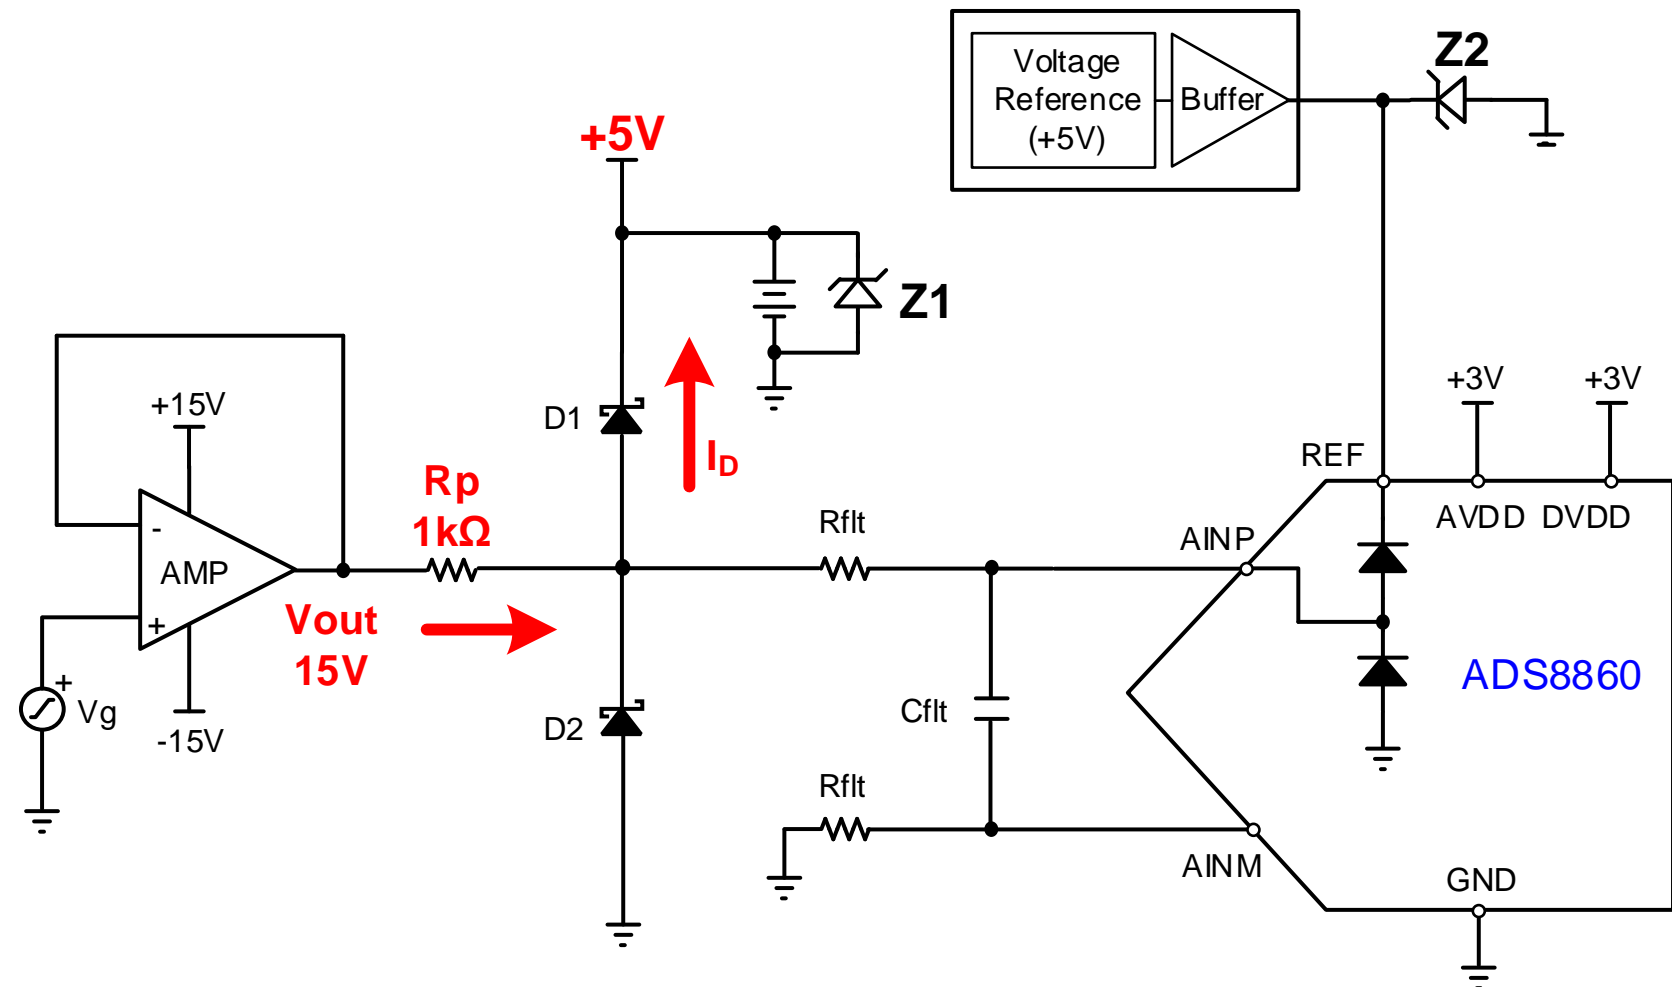 Voltage
Reference
(+5V)
Buffer
Z2
+5V
Z1
+15V
D1
I_D
Rp
1kΩ
-
AMP
+
Vout
15V
+
Vg
-15V
D2
Rflt
Cflt
Rflt
+3V
+3V
REF
AVDD DVDD
AINP
ADS8860
AINM
GND